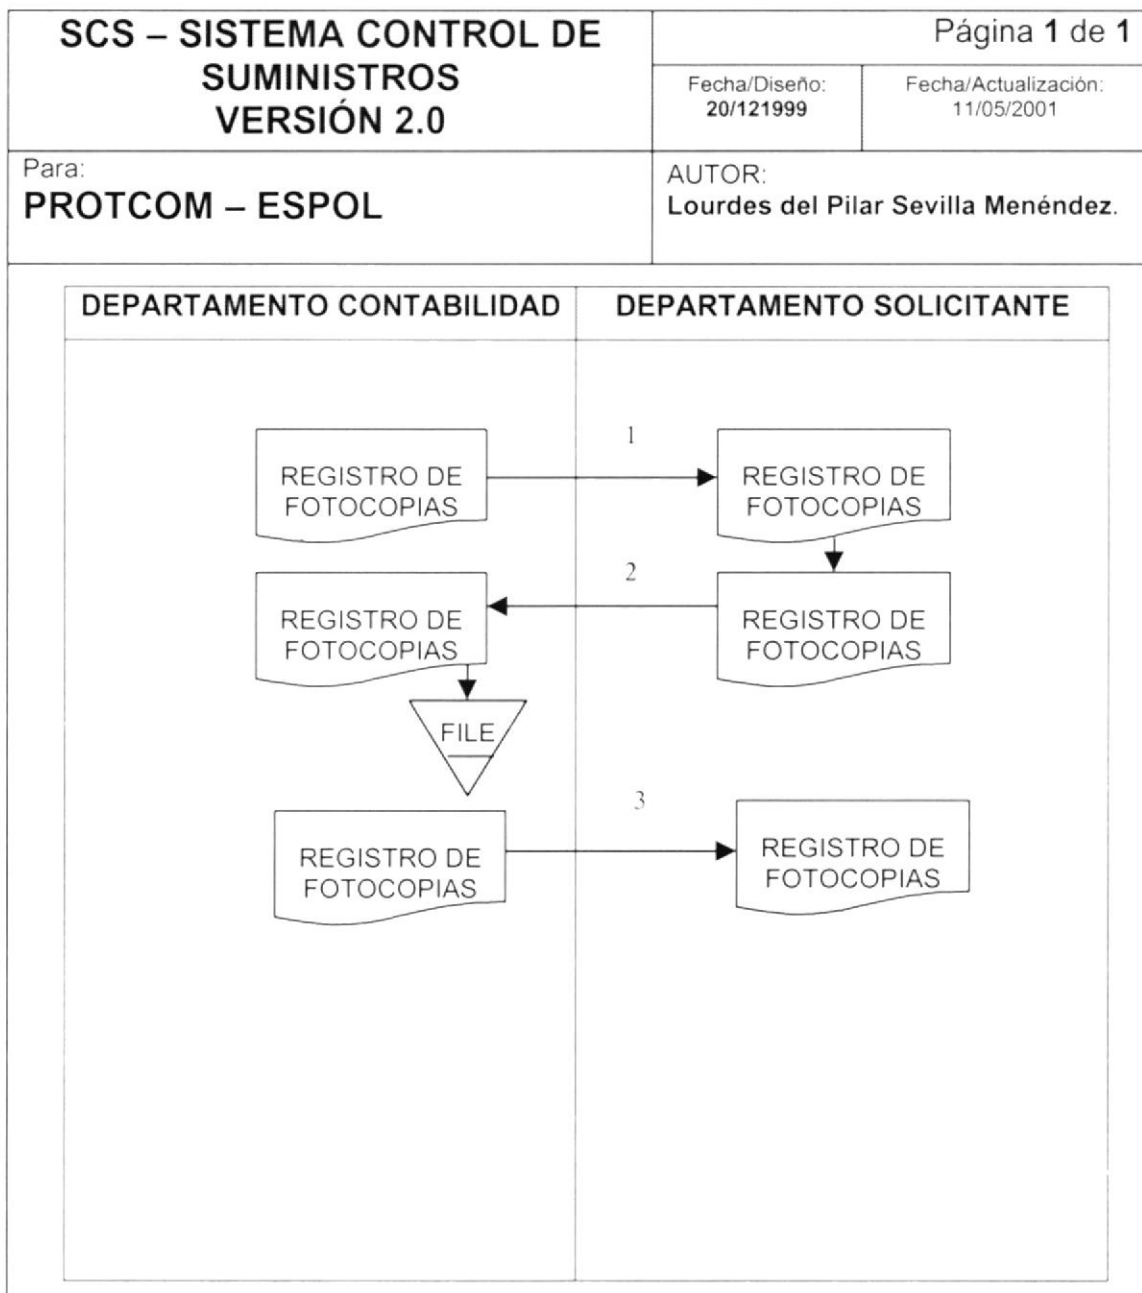 SCS – SISTEMA CONTROL DE
SUMINISTROS
VERSIÓN 2.0
Página 1 de 1
Fecha/Diseño:
20/121999
Fecha/Actualización:
11/05/2001
Para:
PROTCOM – ESPOL
AUTOR:
Lourdes del Pilar Sevilla Menéndez.
DEPARTAMENTO CONTABILIDAD
DEPARTAMENTO SOLICITANTE
REGISTRO DE
FOTOCOPIAS
1
REGISTRO DE
FOTOCOPIAS
REGISTRO DE
FOTOCOPIAS
2
REGISTRO DE
FOTOCOPIAS
FILE
REGISTRO DE
FOTOCOPIAS
3
REGISTRO DE
FOTOCOPIAS